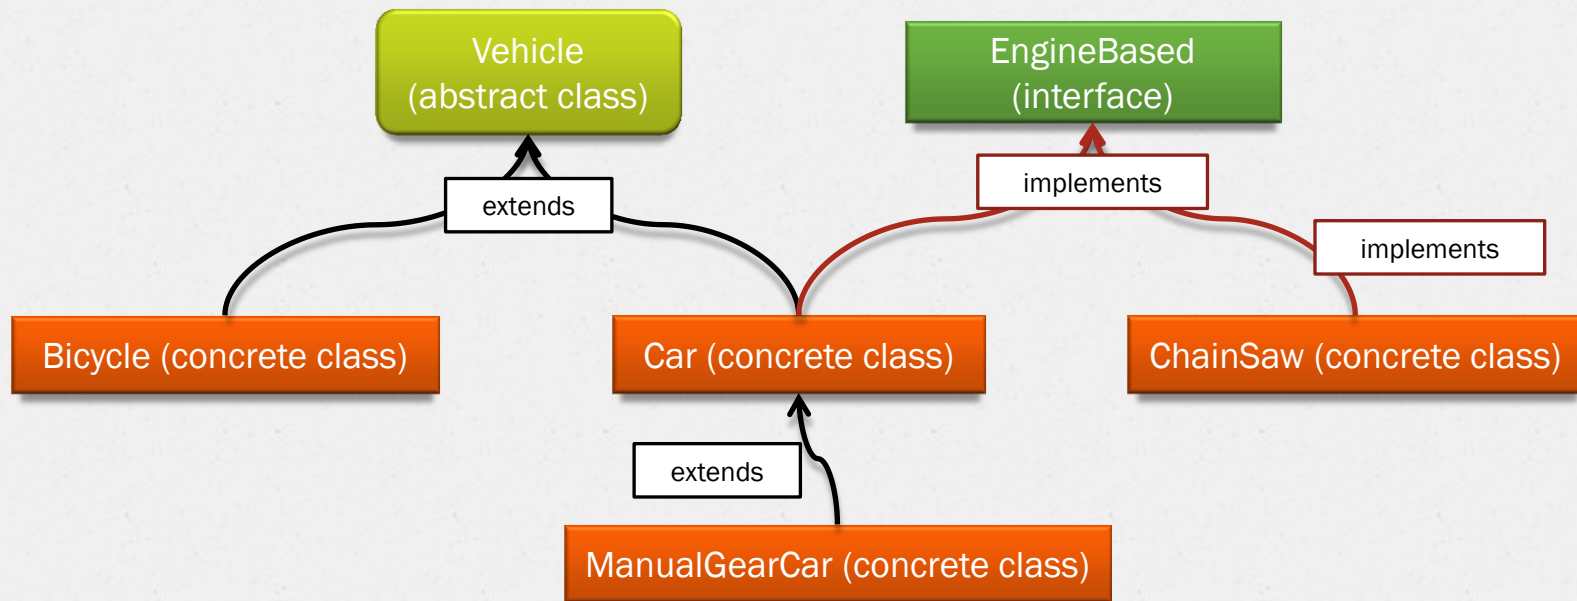 Vehicle
(abstract class)
EngineBased
(interface)
extends
implements
implements
Bicycle (concrete class)
Car (concrete class)
ChainSaw (concrete class)
extends
ManualGearCar (concrete class)